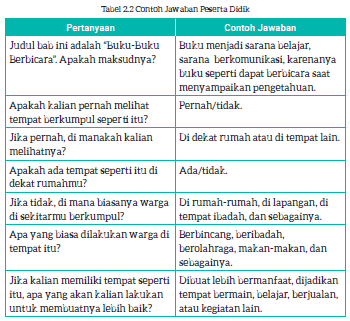 Tabel 2.2 Contoh Jawaban Peserta Didik
Pertanyaan
Contoh Jawaban
Judul bab ini adalah "Buku-Buku
Berbicara". Apakah maksudnya?
Buku menjadi sarana belajar,
sarana berkomunikasi, karenanya
buku seperti dapat berbicara saat
menyampaikan pengetahuan.
Apakah kalian pernah melihat
tempat berkumpul seperti itu?
Pernah/tidak.
Jika pernah, di manakah kalian
melihatnya?
Di dekat rumah atau di tempat lain.
Apakah ada tempat seperti itu di
dekat rumahmu?
Ada/tidak.
Jika tidak, di mana biasanya warga
di sekitarmu berkumpul?
Di rumah-rumah, di lapangan, di
tempat ibadah, dan sebagainya.
Apa yang biasa dilakukan warga di
tempat itu?
Berbincang, beribadah,
berolahraga, makan-makan, dan
sebagainya.
Jika kalian memiliki tempat seperti
itu, apa yang akan kalian lakukan
untuk membuatnya lebih baik?
Dibuat lebih bermanfaat, dijadikan
tempat bermain, belajar, berjualan,
atau kegiatan lain.